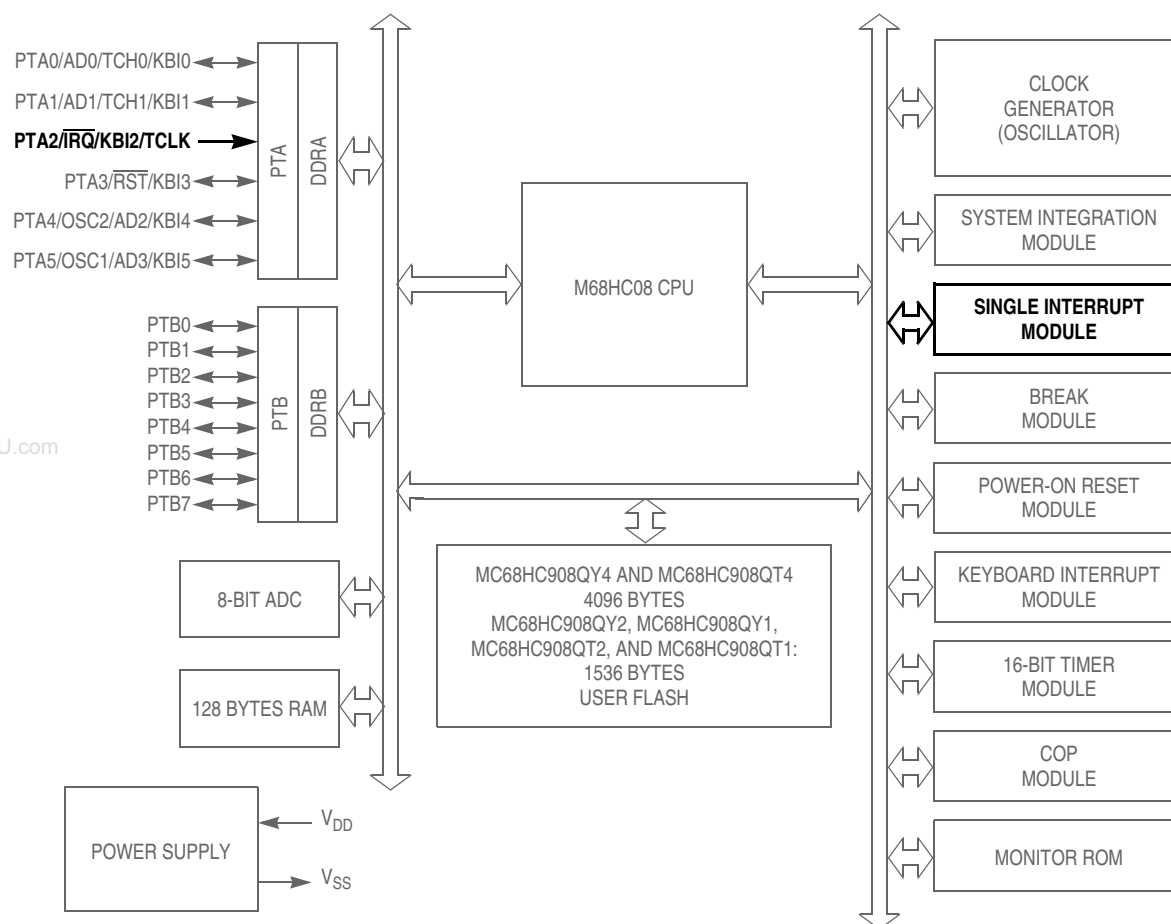 PTA0/AD0/TCH0/KBI0
PTA1/AD1/TCH1/KBI1
PTA2/IRQ/KBI2/TCLK
PTA3/RST/KBI3
PTA4/OSC2/AD2/KBI4
PTA5/OSC1/AD3/KBI5
PTA
DDRA
PTB0
PTB1
PTB2
PTB3
PTB4
PTB5
PTB6
PTB7
PTB
DDRB
U.com
8-BIT ADC
128 BYTES RAM
POWER SUPPLY
VDD
VSS
M68HC08 CPU
MC68HC908QY4 AND MC68HC908QT4
4096 BYTES
MC68HC908QY2, MC68HC908QY1,
MC68HC908QT2, AND MC68HC908QT1:
1536 BYTES
USER FLASH
CLOCK
GENERATOR
(OSCILLATOR)
SYSTEM INTEGRATION
MODULE
SINGLE INTERRUPT
MODULE
BREAK
MODULE
POWER-ON RESET
MODULE
KEYBOARD INTERRUPT
MODULE
16-BIT TIMER
MODULE
COP
MODULE
MONITOR ROM